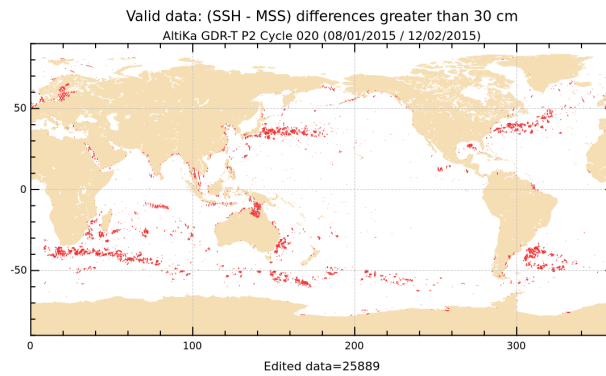 Valid data: (SSH - MSS) differences greater than 30 cm
AltiKa GDR-T P2 Cycle 020 (08/01/2015 / 12/02/2015)
50
0
-50
0 100 200 300
Edited data=25889